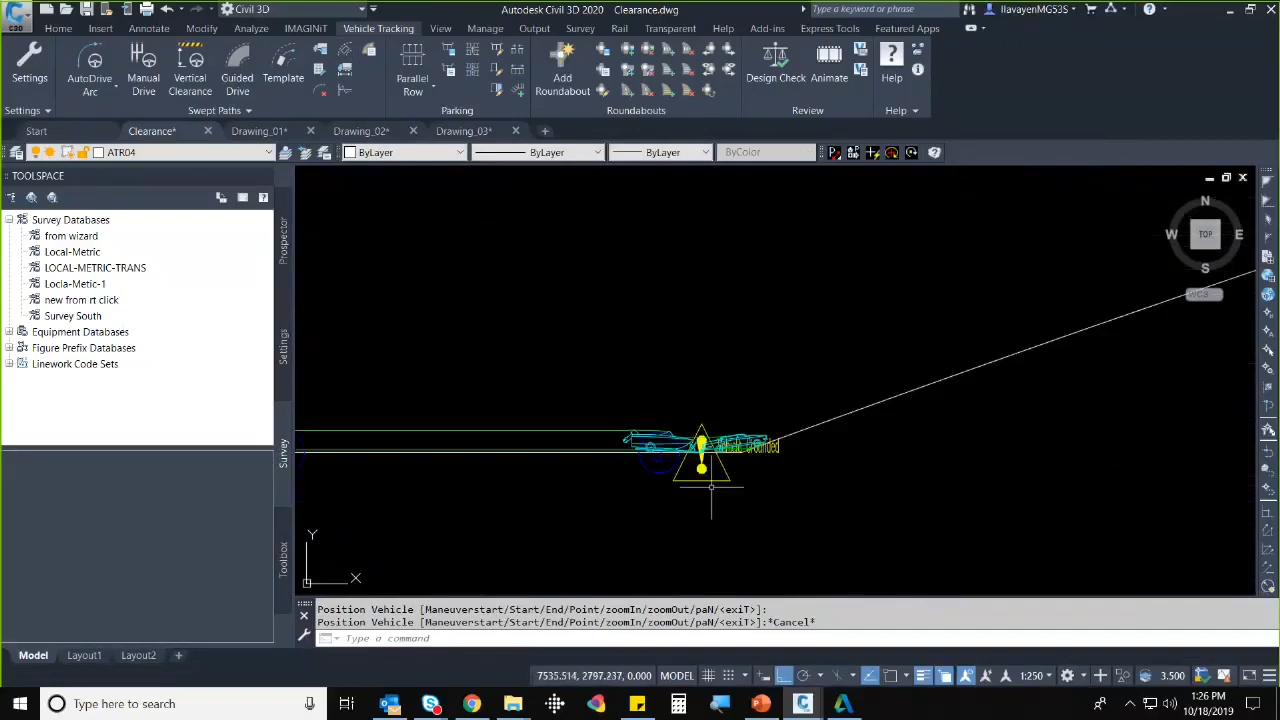 Civil 3D
Autodesk Civil 3D 2020 Clearance.dwg
Type a keyword or phrase
IlavayenMG53S
C3D
Home Insert Annotate Modify Analyze IMAGINiT Vehicle Tracking View Manage Output Survey Rail Transparent Help Add-ins Express Tools Featured Apps
Settings
AutoDrive Arc
Manual Drive
Vertical Clearance
Guided Drive
Template
Parallel Row
Add Roundabout
Design Check
Animate
Help
Settings Swept Paths Parking Roundabouts Review Help
Start Clearance* Drawing_01* Drawing_02* Drawing_03*
ATR04 ByLayer ByLayer ByLayer ByColor
TOOLSPACE
Survey Databases
from wizard
Local-Metric
LOCAL-METRIC-TRANS
Locla-Metic-1
new from rt click
Survey South
Equipment Databases
Figure Prefix Databases
Linework Code Sets
Prospector
Settings
Survey
Toolbox
N
W TOP E
S
WCS
Vehicle Grounded
Y
X
Position Vehicle [Maneuverstart/Start/End/Point/zoomIn/zoomOut/paN/<exiT>]:
Position Vehicle [Maneuverstart/Start/End/Point/zoomIn/zoomOut/paN/<exiT>]:*Cancel*
Type a command
Model Layout1 Layout2
7535.514, 2797.237, 0.000 MODEL 1:250 3.500
Type here to search
1:26 PM
10/18/2019